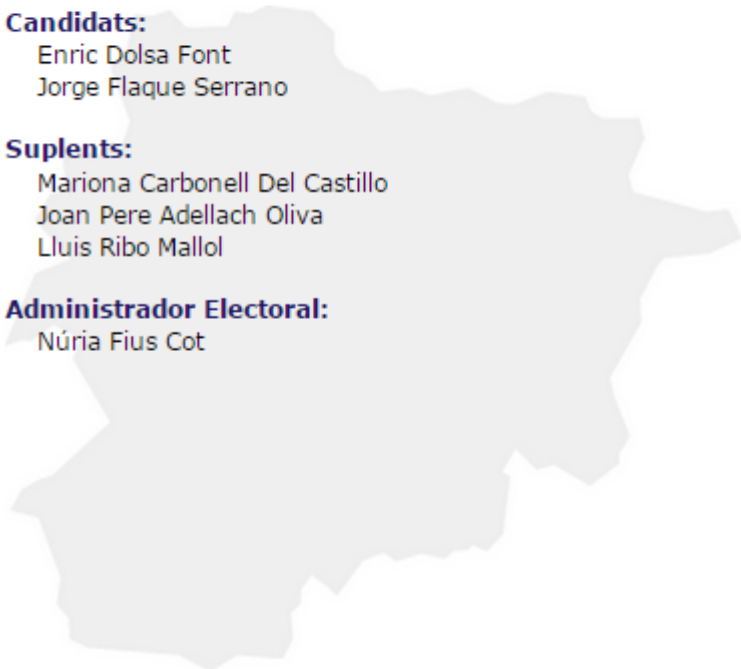 Candidats:
Enric Dolsa Font
Jorge Flaque Serrano
Suplents:
Mariona Carbonell Del Castillo
Joan Pere Adellach Oliva
Lluis Ribo Mallol
Administrador Electoral:
Núria Fius Cot